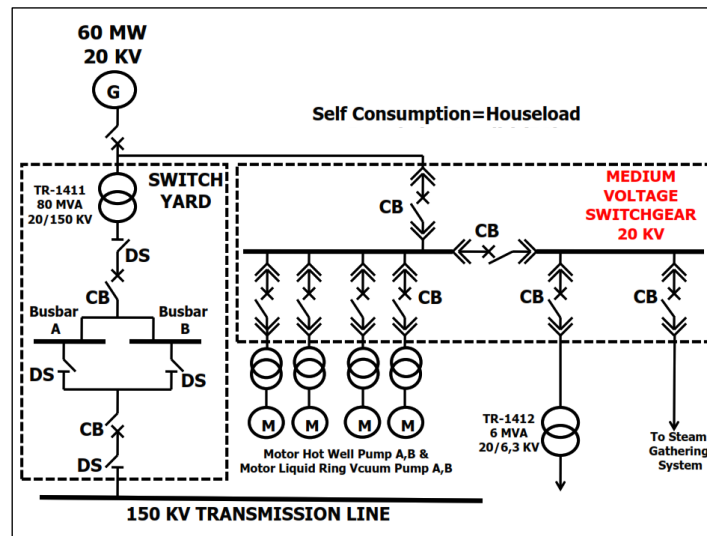 60 MW
20 KV
G
Self Consumption=Houseload
TR-1411
80 MVA
20/150 KV
SWITCH
YARD
DS
CB
Busbar
A
Busbar
B
DS
DS
CB
DS
150 KV TRANSMISSION LINE
MEDIUM
VOLTAGE
SWITCHGEAR
20 KV
CB
CB
CB
CB
CB
M
M
M
M
Motor Hot Well Pump A,B &
Motor Liquid Ring Vcuum Pump A,B
TR-1412
6 MVA
20/6,3 KV
To Steam
Gathering
System